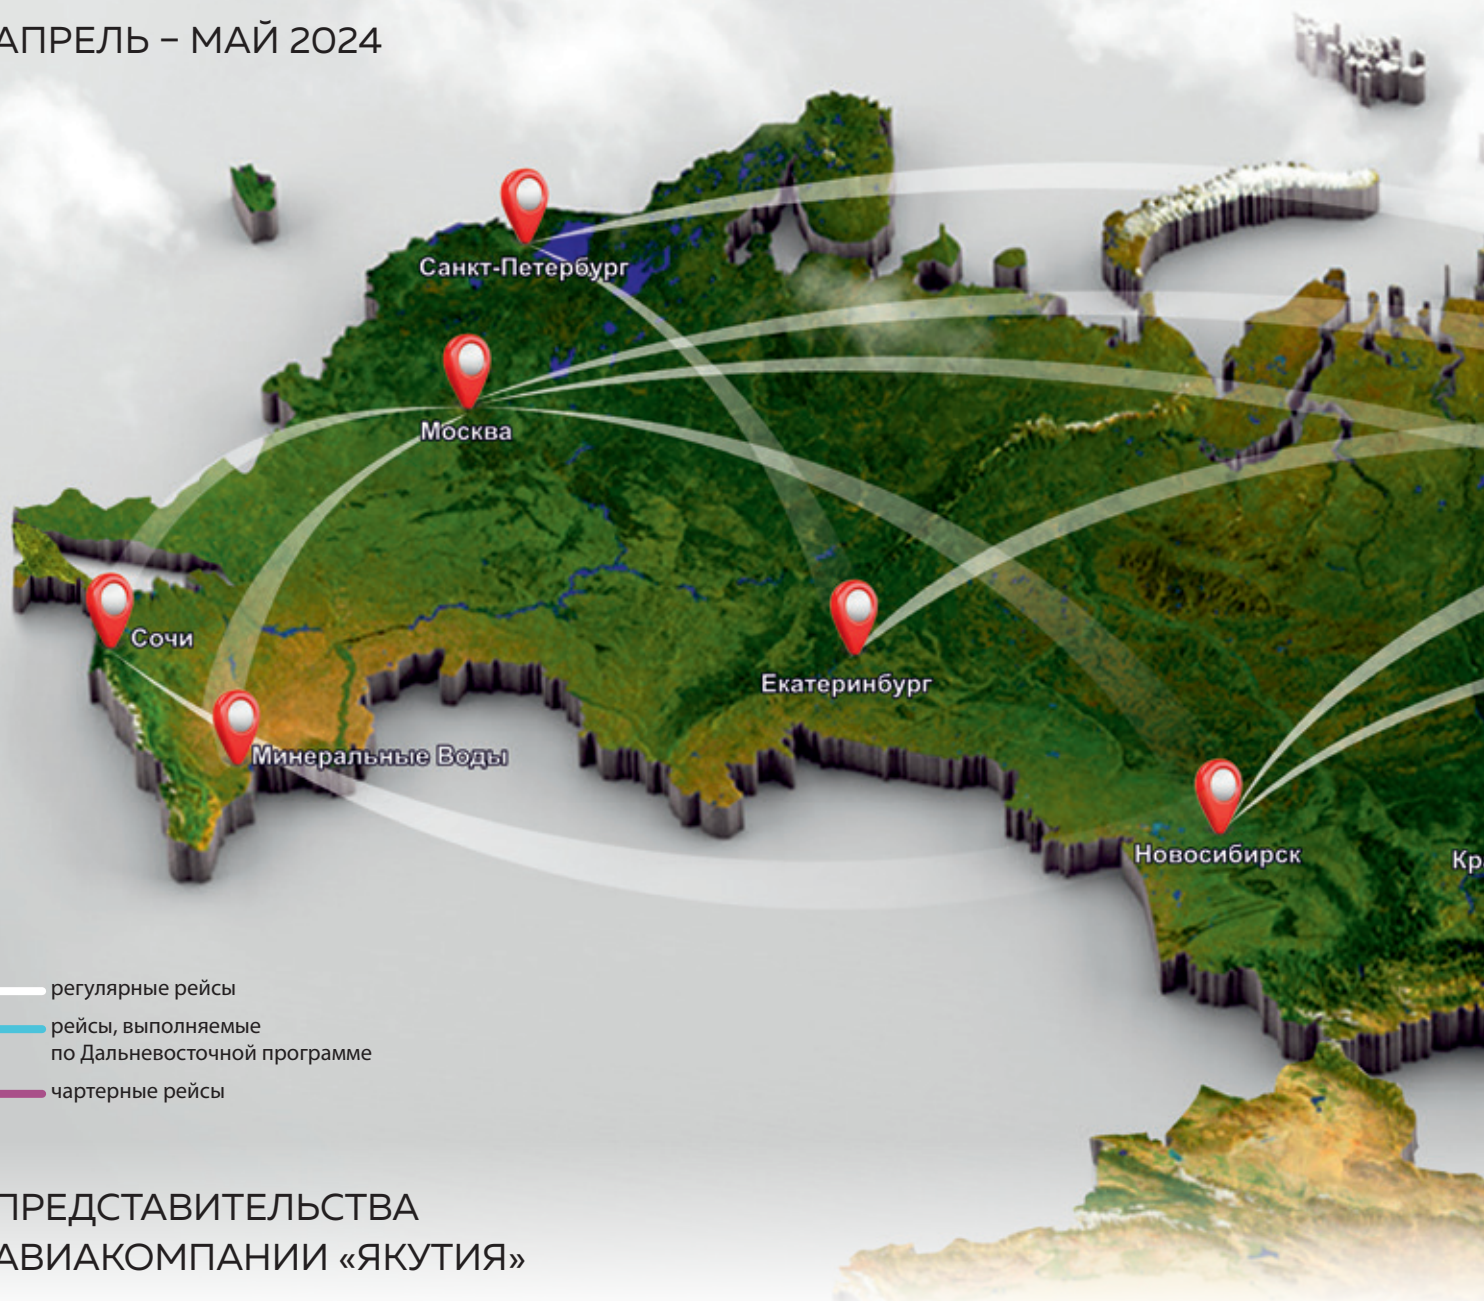 АПРЕЛЬ – МАЙ 2024
Санкт-Петербург
Москва
Сочи
Екатеринбург
Минеральные Воды
Новосибирск
Кр
регулярные рейсы
рейсы, выполняемые
по Дальневосточной программе
чартерные рейсы
ПРЕДСТАВИТЕЛЬСТВА
АВИАКОМПАНИИ «ЯКУТИЯ»